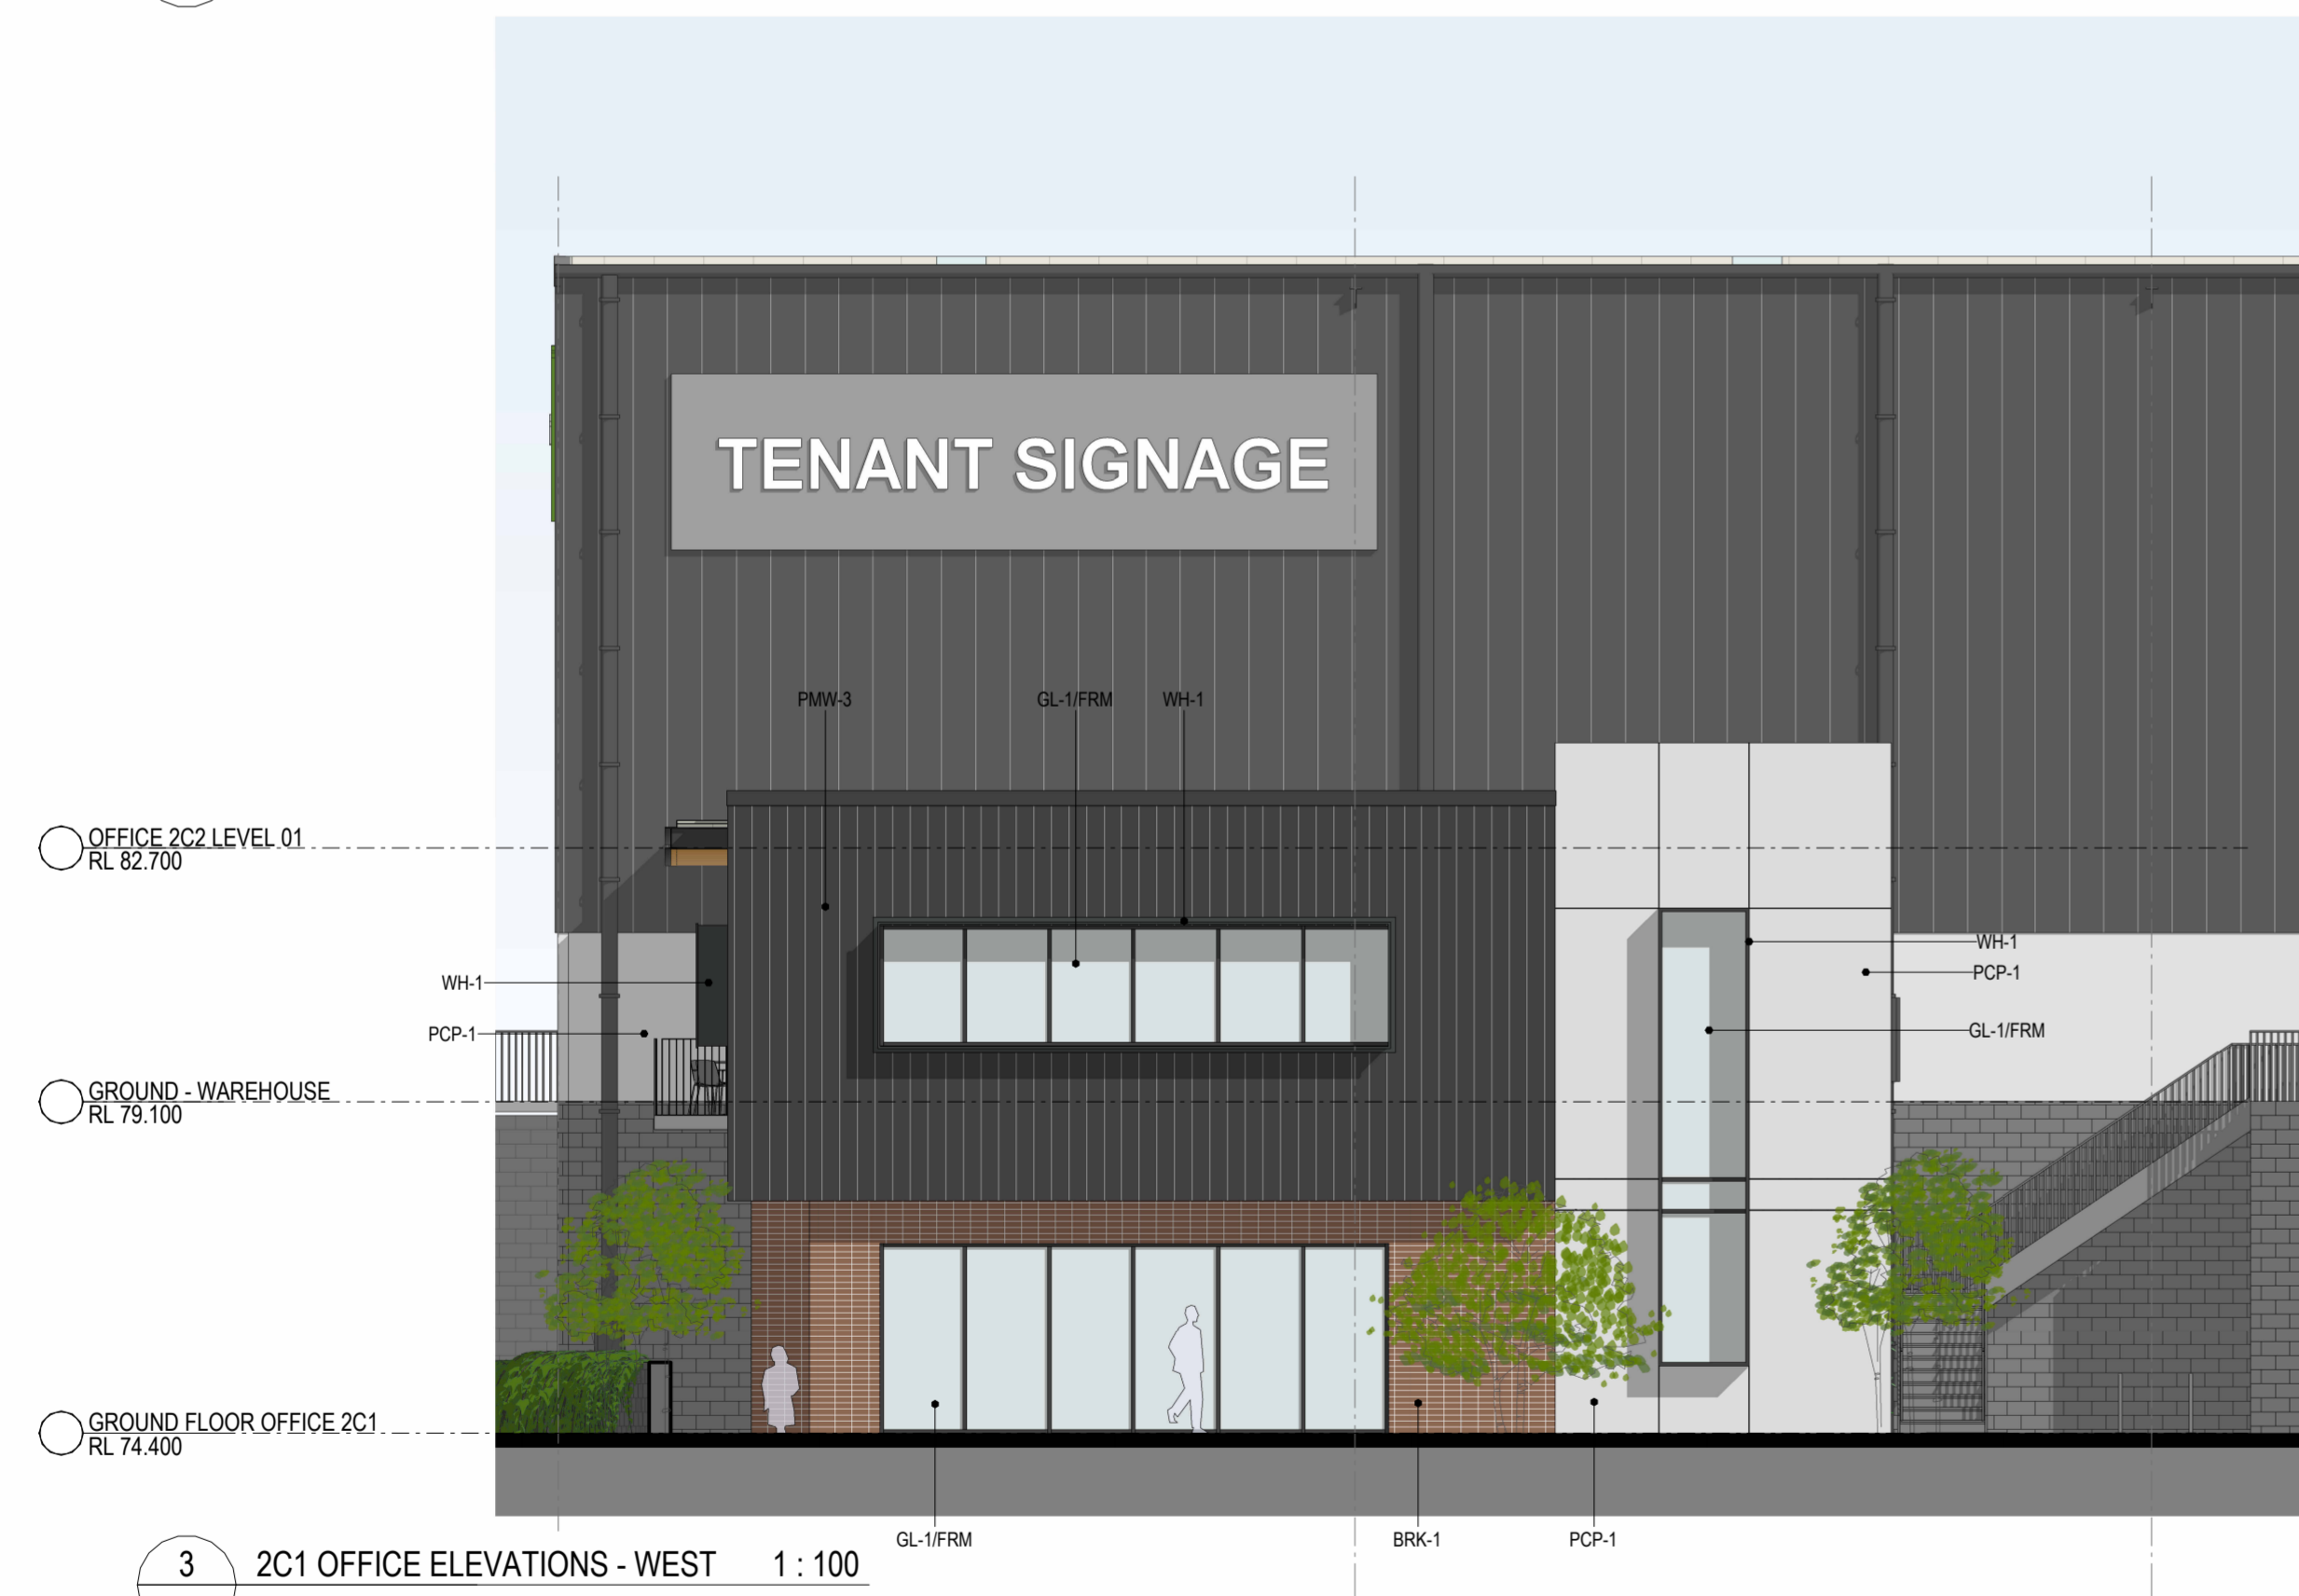 TENANT SIGNAGE
PMW-3
GL-1/FRM
WH-1
OFFICE 2C2 LEVEL 01
RL 82.700
WH-1
PCP-1
WH-1
PCP-1
GL-1/FRM
GROUND - WAREHOUSE
RL 79.100
GROUND FLOOR OFFICE 2C1
RL 74.400
GL-1/FRM
BRK-1
PCP-1
3
2C1 OFFICE ELEVATIONS - WEST
1 : 100